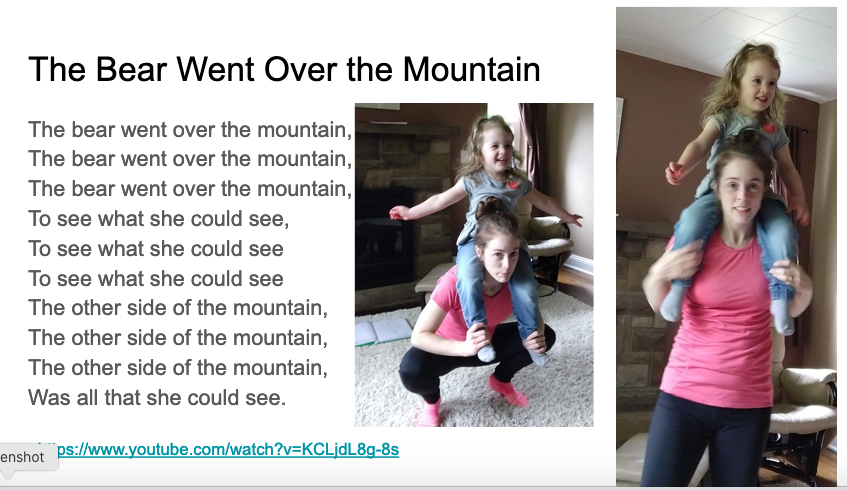 The Bear Went Over the Mountain
The bear went over the mountain,
The bear went over the mountain,
The bear went over the mountain,
To see what she could see,
To see what she could see
To see what she could see
The other side of the mountain,
The other side of the mountain,
The other side of the mountain,
Was all that she could see.
ps://www.youtube.com/watch?v=KCLjdL8g-8s
enshot